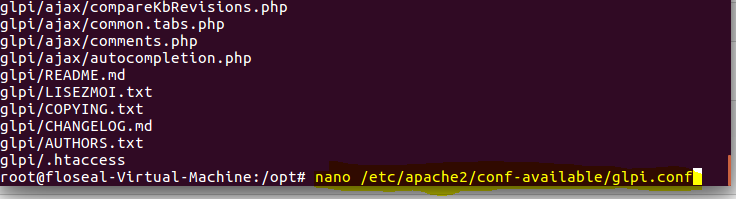 glpi/ajax/compareKbRevisions.php
glpi/ajax/common.tabs.php
glpi/ajax/comments.php
glpi/ajax/autocompletion.php
glpi/README.md
glpi/LISEZMOI.txt
glpi/COPYING.txt
glpi/CHANGELOG.md
glpi/AUTHORS.txt
glpi/.htaccess
root@floseal-Virtual-Machine:/opt# nano /etc/apache2/conf-available/glpi.conf